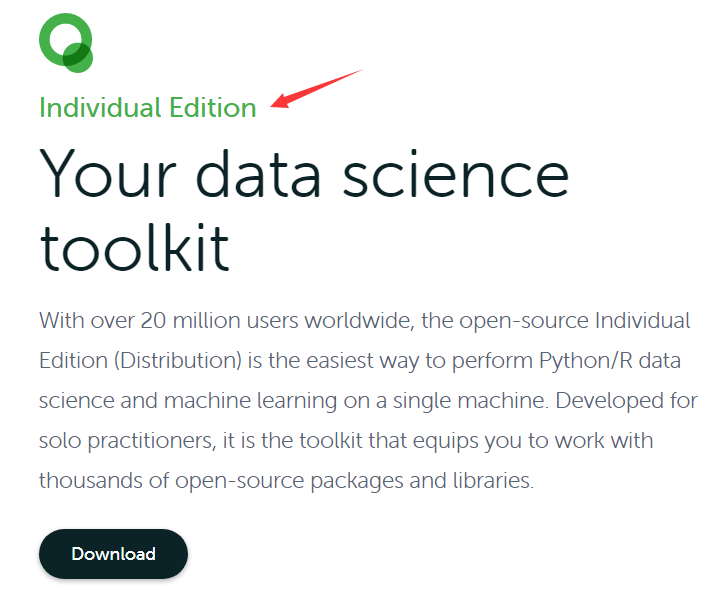 Individual Edition
Your data science
toolkit
With over 20 million users worldwide, the open-source Individual
Edition (Distribution) is the easiest way to perform Python/R data
science and machine learning on a single machine. Developed for
solo practitioners, it is the toolkit that equips you to work with
thousands of open-source packages and libraries.
Download